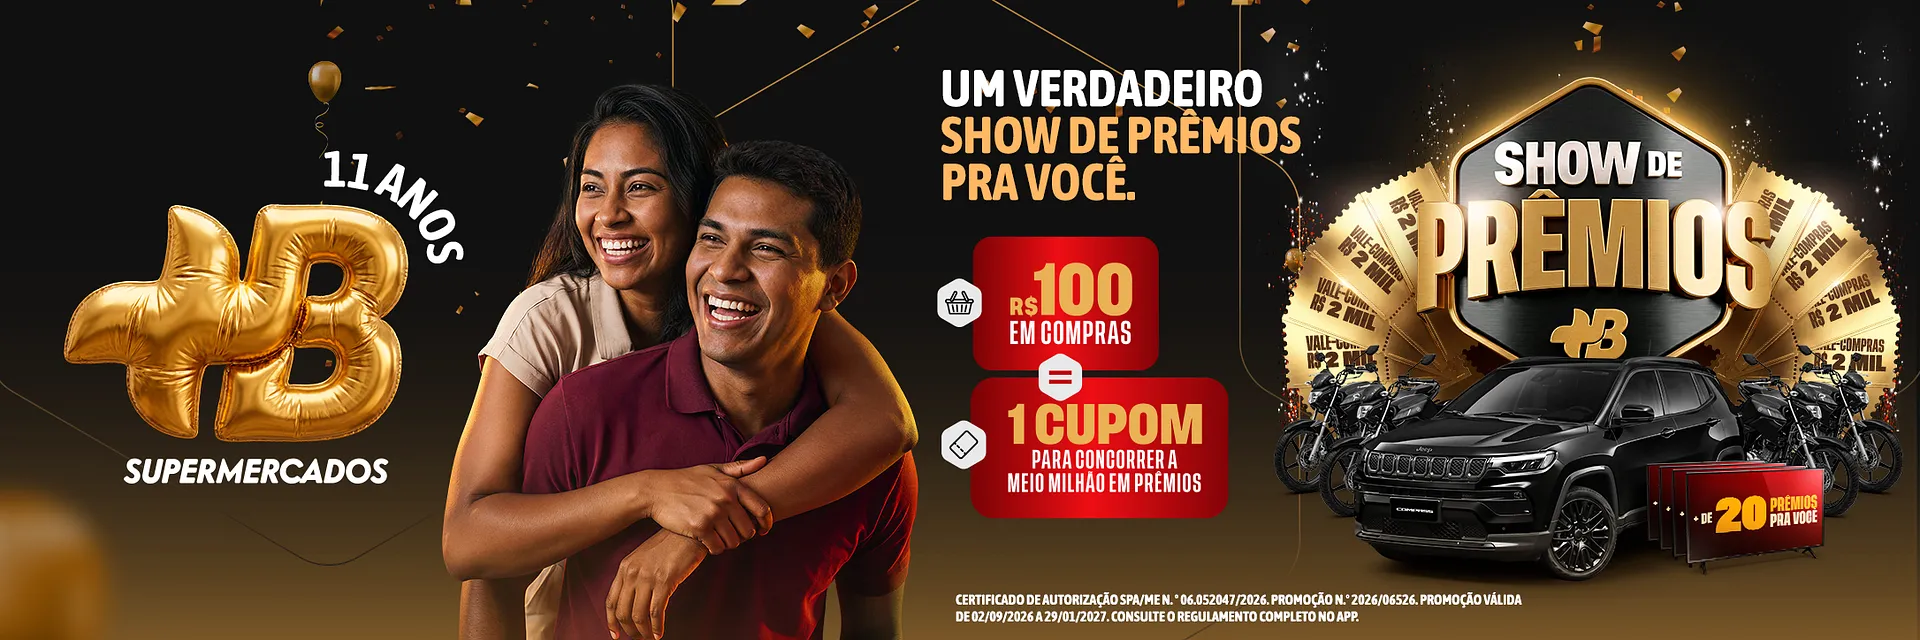 11 ANOS
+B
SUPERMERCADOS
UM VERDADEIRO
SHOW DE PRÊMIOS
PRA VOCÊ.
R$100
EM COMPRAS
=
1 CUPOM
PARA CONCORRER A
MEIO MILHÃO EM PRÊMIOS
CERTIFICADO DE AUTORIZAÇÃO SPA/ME N.° 06.052047/2026. PROMOÇÃO N.° 2026/06526. PROMOÇÃO VÁLIDA
DE 02/09/2026 A 29/01/2027. CONSULTE O REGULAMENTO COMPLETO NO APP.
SHOW DE
PRÊMIOS
+B
VALE-COMPRAS
R$ 2 MIL
Jeep
COMPASS
+ DE 20 PRÊMIOS
PRA VOCÊ